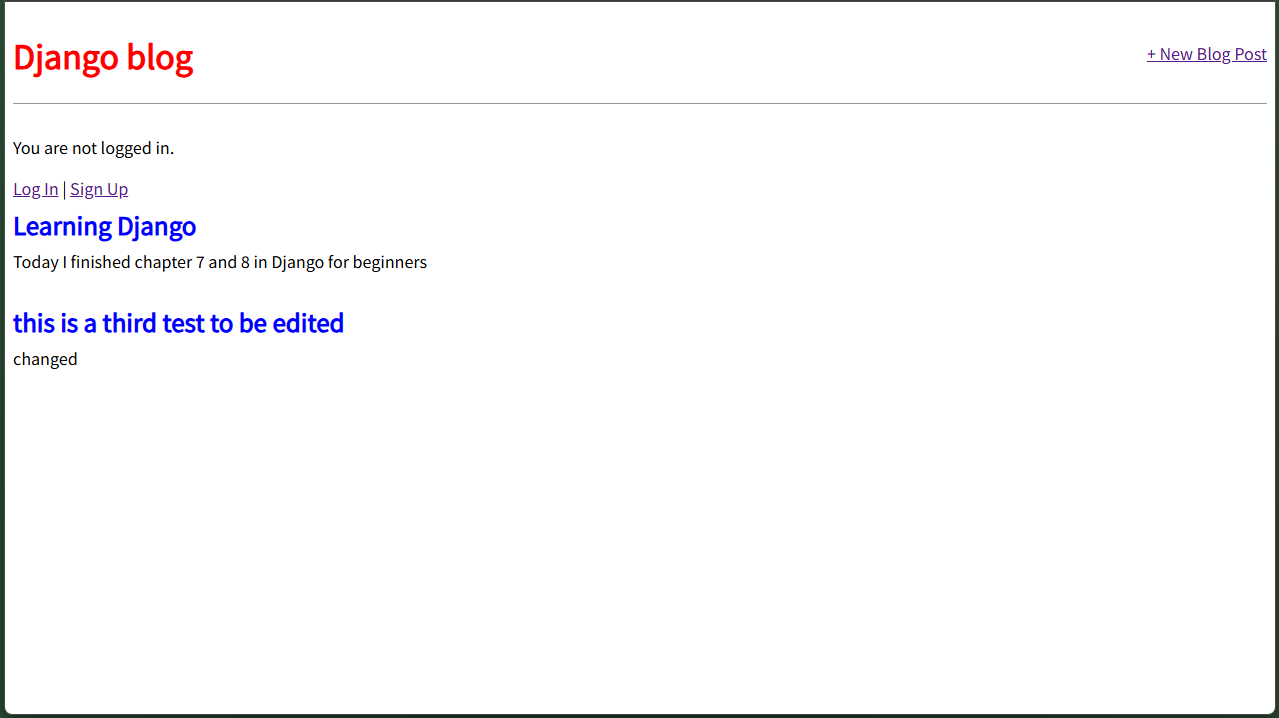 Django blog
+ New Blog Post
You are not logged in.
Log In | Sign Up
Learning Django
Today I finished chapter 7 and 8 in Django for beginners
this is a third test to be edited
changed